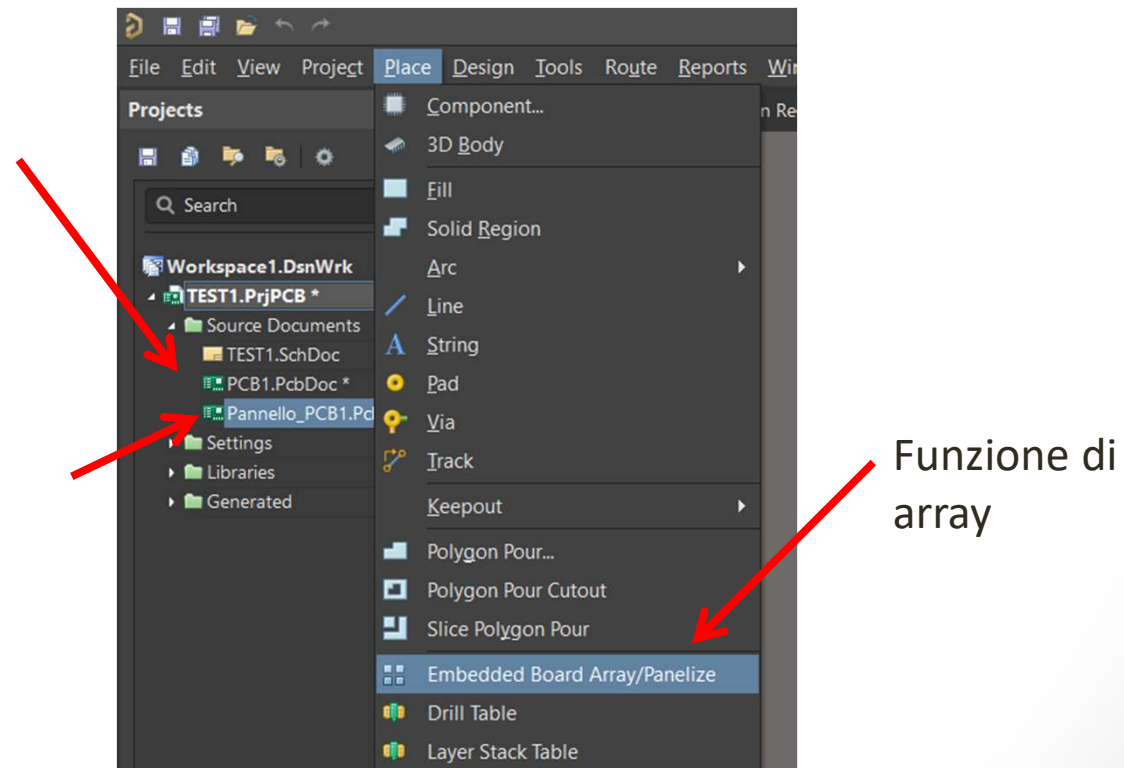 File Edit View Project Place Design Tools Route Reports
Projects
Component...
n Re
3D Body
Search
Fill
Solid Region
Workspace1.DsnWrk
Arc
TEST1.PrjPCB *
Line
Source Documents
String
TEST1.SchDoc
Pad
PCB1.PcbDoc *
Via
Pannello_PCB1.Pc
Track
Settings
Libraries
Generated
Keepout
Funzione di
array
Polygon Pour...
Polygon Pour Cutout
Slice Polygon Pour
Embedded Board Array/Panelize
Drill Table
Layer Stack Table